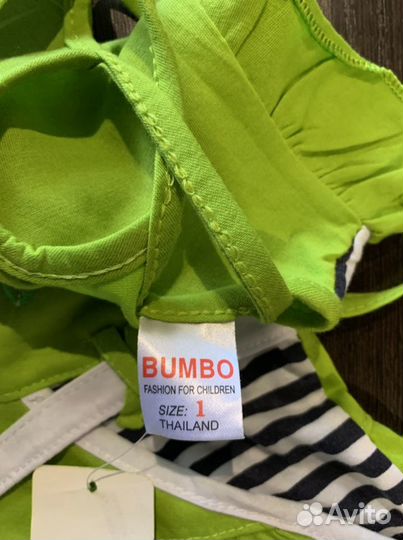 BUMBO
FASHION FOR CHILDREN
SIZE: 1
THAILAND
Avito